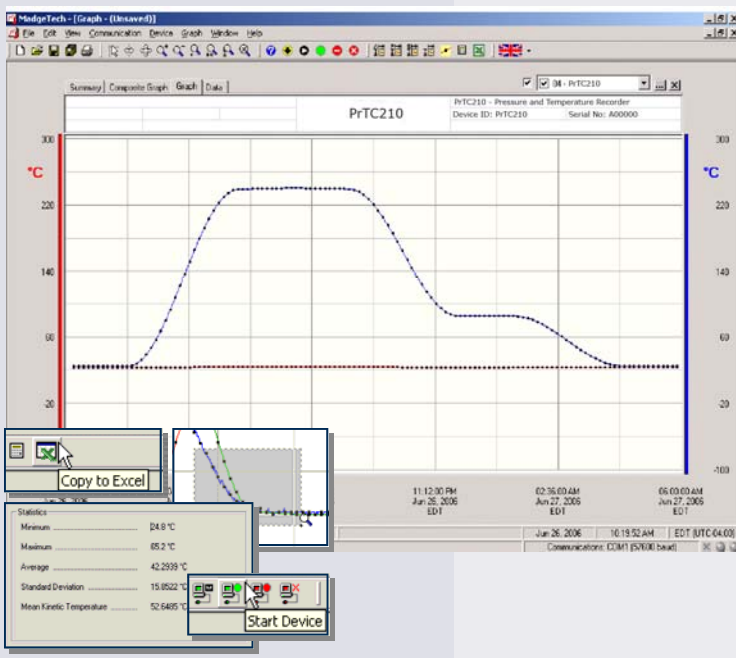 MadgeTech - [Graph - (Unsaved)]
File Edit View Communication Device Graph Window Help
Summary Composite Graph Graph Data
04 - PrTC210
PrTC210
PrTC210 - Pressure and Temperature Recorder
Device ID: PrTC210 Serial No: A00000
300 300
°C °C
220 220
140 140
60 60
-20 -20
-100
Copy to Excel
11:12:00 PM 02:36:00 AM 06:00:00 AM
Jun 26, 2006 Jun 27, 2006 Jun 27, 2006
EDT EDT EDT
Statistics
Minimum 24.8 °C
Maximum 65.2 °C
Average 42.2939 °C
Standard Deviation 15.8522 °C
Mean Kinetic Temperature 52.6485 °C
Start Device
Jun 26, 2006 10:19:52 AM EDT (UTC-04:00)
Communications: COM1 (57600 baud)